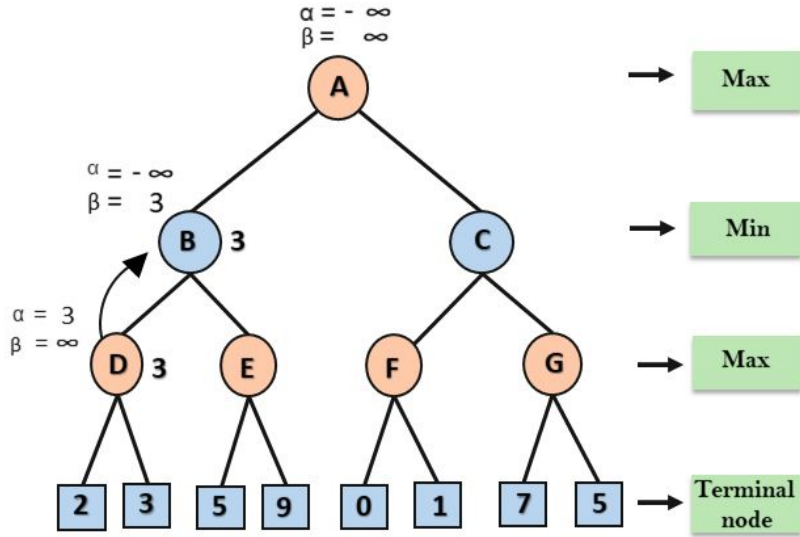 α = - ∞
β = ∞
A
Max
α = - ∞
β = 3
B 3
C
Min
α = 3
β = ∞
D 3
E
F
G
Max
2 3 5 9 0 1 7 5
Terminal
node